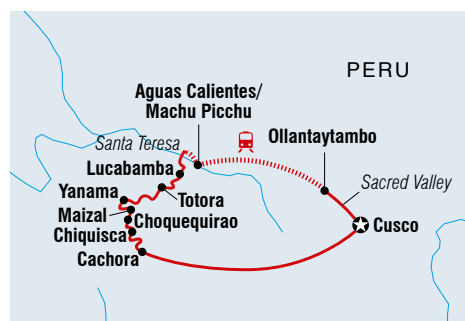 PERU
Aguas Calientes/
Machu Picchu
Ollantaytambo
Santa Teresa
Sacred Valley
Lucabamba
Totora
Yanama
Maizal
Choquequirao
Chiquisca
Cusco
Cachora